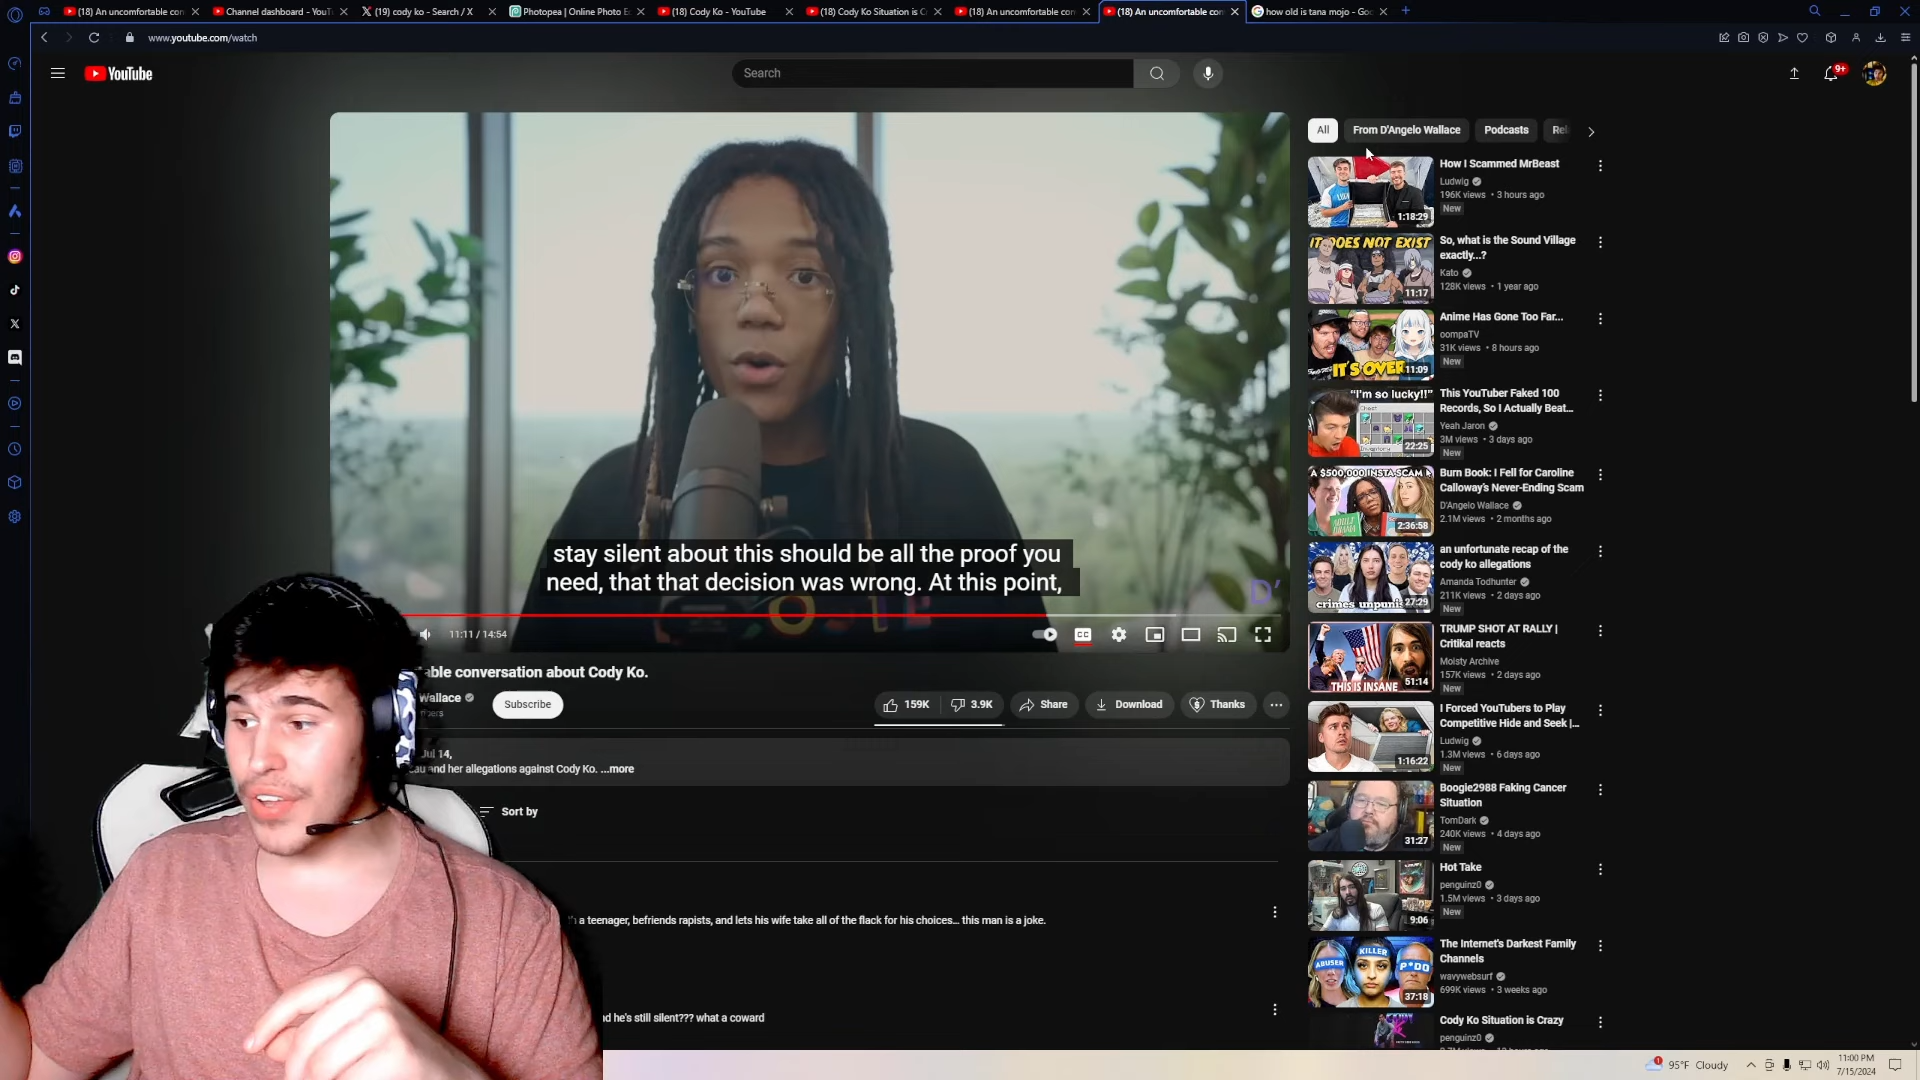 (18) An uncomfortable con
Channel dashboard - YouTu
(19) cody ko - Search / X
Photopea | Online Photo E
(18) Cody Ko - YouTube
(18) Cody Ko Situation is C
(18) An uncomfortable con
(18) An uncomfortable con
how old is tana mojo - Goo
www.youtube.com/watch
YouTube
Search
9+
All
From D'Angelo Wallace
Podcasts
Rel
stay silent about this should be all the proof you
need, that that decision was wrong. At this point,
11:11 / 14:54
able conversation about Cody Ko.
Wallace
Subscribe
159K
3.9K
Share
Download
Thanks
Jul 14,
and her allegations against Cody Ko. ...more
Sort by
a teenager, befriends rapists, and lets his wife take all of the flack for his choices... this man is a joke.
d he's still silent??? what a coward
How I Scammed MrBeast
Ludwig
196K views • 3 hours ago
New
1:18:29
IT DOES NOT EXIST
So, what is the Sound Village
exactly...?
Kato
128K views • 1 year ago
11:17
Anime Has Gone Too Far...
oompaTV
31K views • 8 hours ago
New
IT'S OVER
11:09
"I'm so lucky!!"
This YouTuber Faked 100
Records, So I Actually Beat...
Yeah Jaron
3M views • 3 days ago
New
22:25
A $500,000 INSTA SCAM
Burn Book: I Fell for Caroline
Calloway's Never-Ending Scam
D'Angelo Wallace
2.1M views • 2 months ago
2:36:58
an unfortunate recap of the
cody ko allegations
Amanda Todhunter
211K views • 2 days ago
New
crimes unpunis
27:29
TRUMP SHOT AT RALLY |
Critikal reacts
Moisty Archive
157K views • 2 days ago
New
THIS IS INSANE
51:14
I Forced YouTubers to Play
Competitive Hide and Seek |...
Ludwig
1.3M views • 6 days ago
New
1:16:22
Boogie2988 Faking Cancer
Situation
TomDark
240K views • 4 days ago
New
31:27
Hot Take
penguinz0
1.5M views • 3 days ago
New
9:06
The Internet's Darkest Family
Channels
wavywebsurf
699K views • 3 weeks ago
ABUSER
KILLER
P*DO
37:18
Cody Ko Situation is Crazy
penguinz0
95°F Cloudy
11:00 PM
7/15/2024